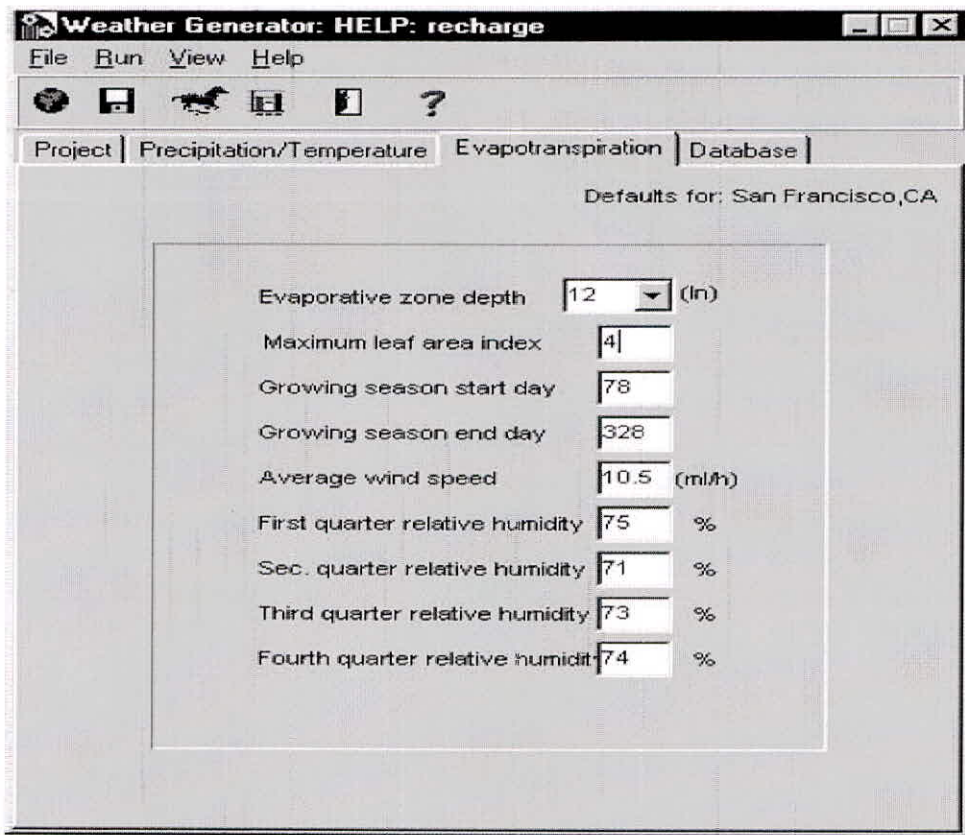 Weather Generator: HELP: recharge
File Run View Help
?
Project Precipitation/Temperature Evapotranspiration Database
Defaults for: San Francisco,CA
Evaporative zone depth 12 (in)
Maximum leaf area index 4
Growing season start day 78
Growing season end day 328
Average wind speed 10.5 (mi/h)
First quarter relative humidity 75 %
Sec. quarter relative humidity 71 %
Third quarter relative humidity 73 %
Fourth quarter relative humidit 74 %